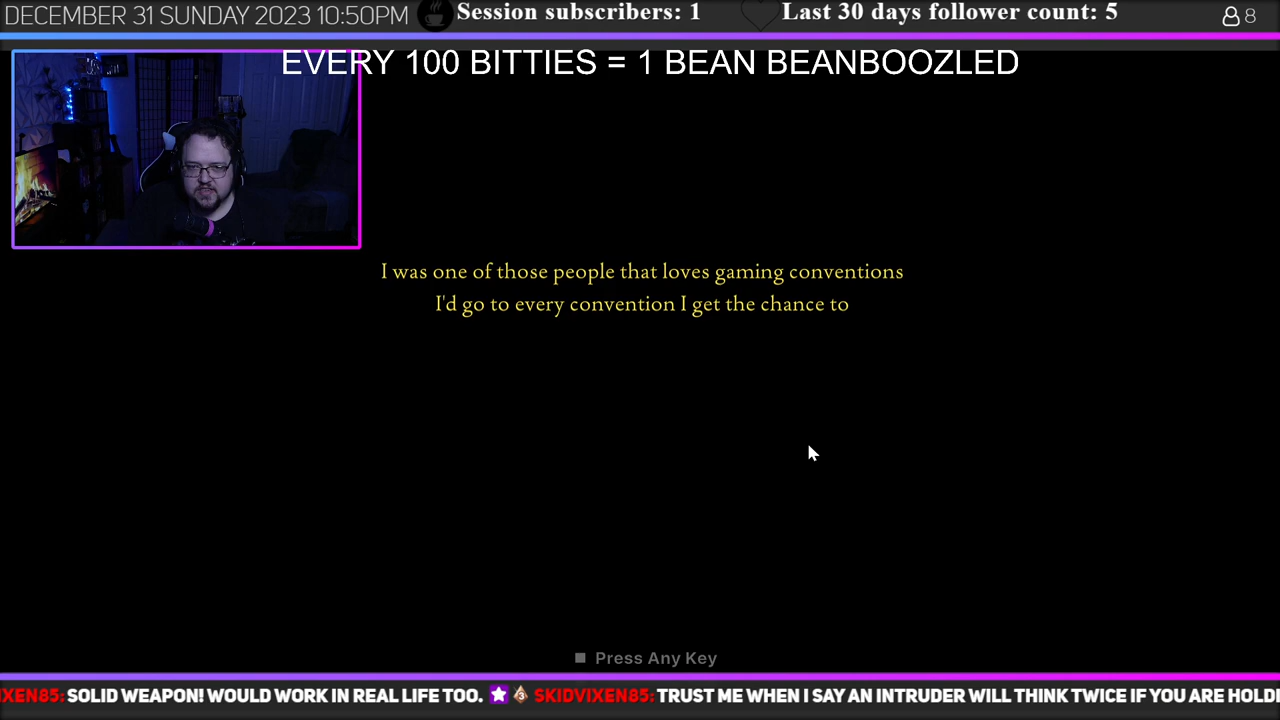 DECEMBER 31 SUNDAY 2023 10:50PM
Session subscribers: 1
Last 30 days follower count: 5
8
EVERY 100 BITTIES = 1 BEAN BEANBOOZLED
I was one of those people that loves gaming conventions
I'd go to every convention I get the chance to
Press Any Key
IXEN85: SOLID WEAPON! WOULD WORK IN REAL LIFE TOO. 3 SKIDVIXEN85: TRUST ME WHEN I SAY AN INTRUDER WILL THINK TWICE IF YOU ARE HOLDI